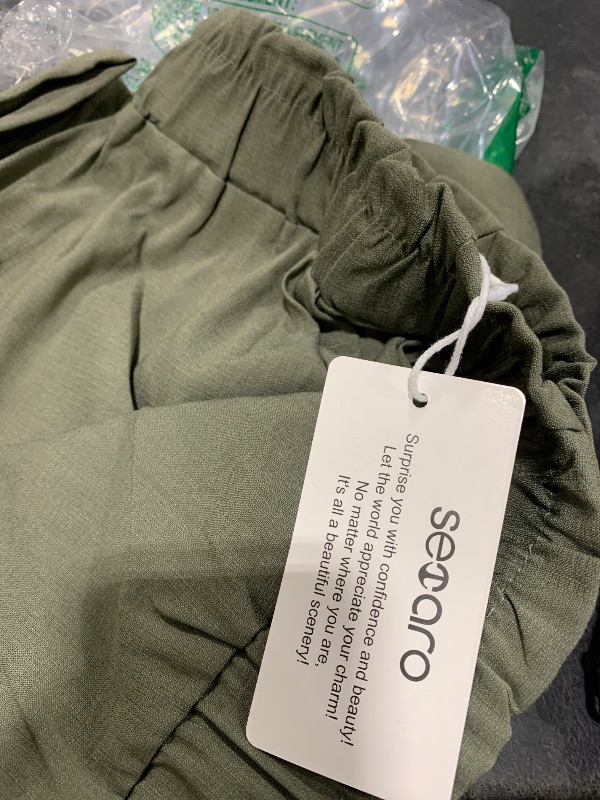 sexaro
Surprise you with confidence and beauty!
Let the world appreciate your charm!
No matter where you are,
It's all a beautiful scenery!